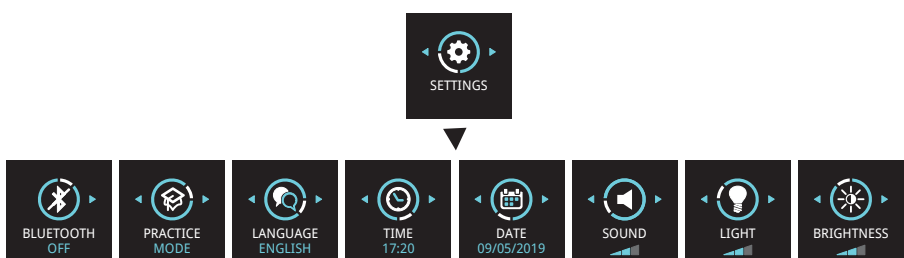 SETTINGS
BLUETOOTH
OFF
PRACTICE
MODE
LANGUAGE
ENGLISH
TIME
17:20
DATE
09/05/2019
SOUND
LIGHT
BRIGHTNESS